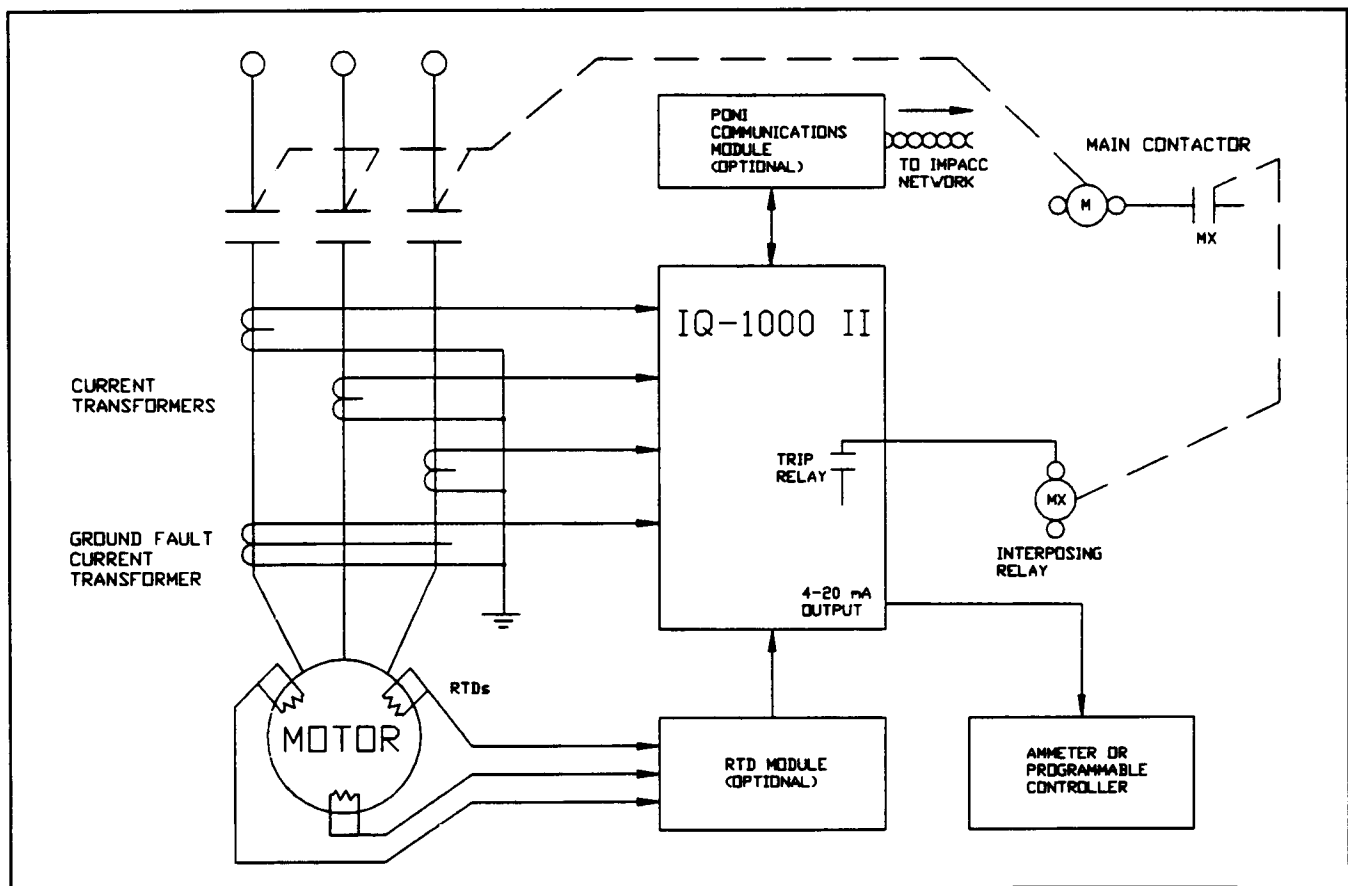 PONI
COMMUNICATIONS
MODULE
(OPTIONAL)
TO IMPACC
NETWORK
MAIN CONTACTOR
M
MX
IQ-1000 II
CURRENT
TRANSFORMERS
TRIP
RELAY
MX
INTERPOSING
RELAY
GROUND FAULT
CURRENT
TRANSFORMER
4-20 mA
OUTPUT
RTDs
MOTOR
RTD MODULE
(OPTIONAL)
AMMETER OR
PROGRAMMABLE
CONTROLLER